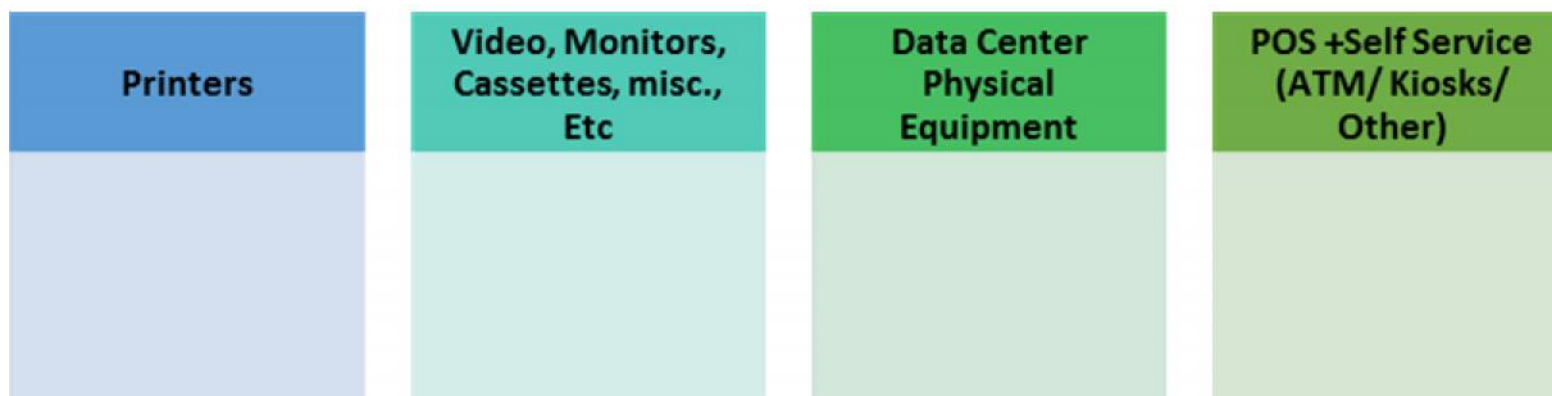 Printers
Video, Monitors,
Cassettes, misc.,
Etc
Data Center
Physical
Equipment
POS +Self Service
(ATM/ Kiosks/
Other)